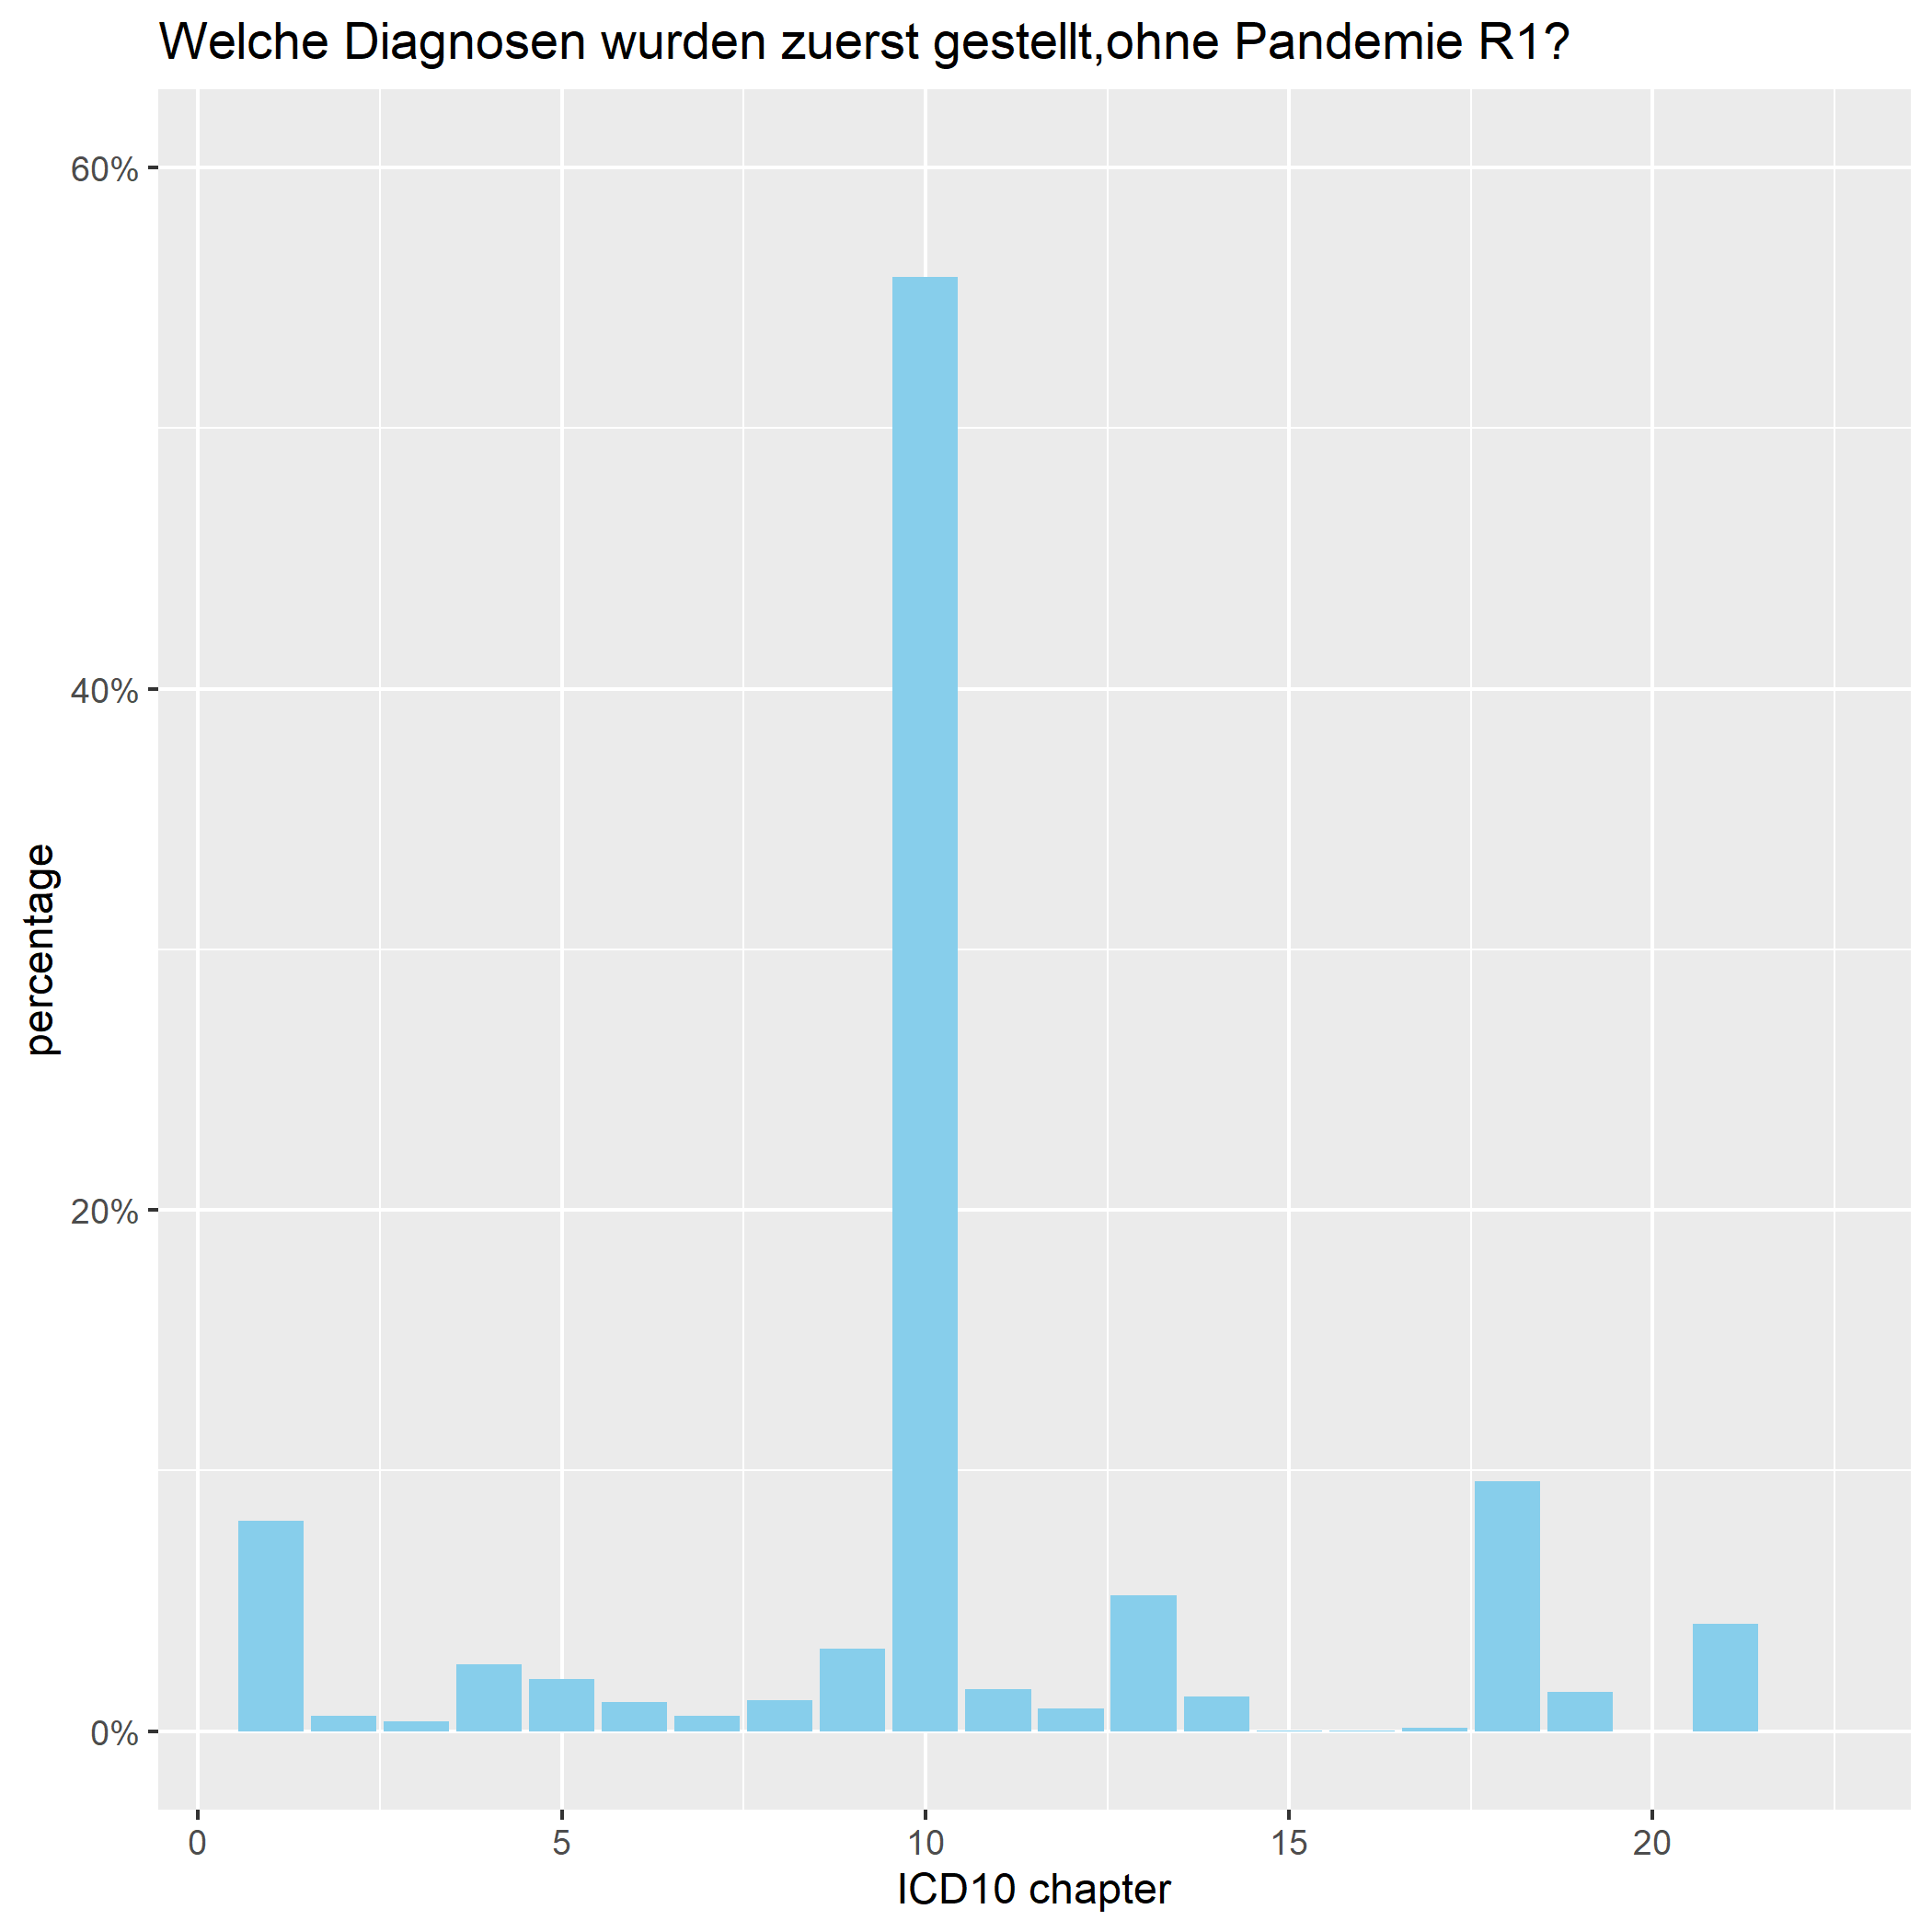 Welche Diagnosen wurden zuerst gestellt,ohne Pandemie R1?
60%
40%
20%
0%
percentage
0 5 10 15 20
ICD10 chapter